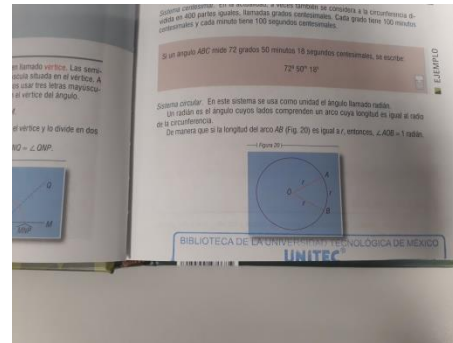 n llamado vértice. Las semi-
scula situada en el vértice. A
usar tres letras mayúscu-
el vértice del ángulo.
el vértice y lo divide en dos
NQ = ∠ QNP.
Q
M
Sistema centesimal. En la actualidad, a veces también se considera a la circunferencia di-
vidida en 400 partes iguales, llamadas grados centesimales. Cada grado tiene 100 minutos
centesimales y cada minuto tiene 100 segundos centesimales.
Si un ángulo ABC mide 72 grados 50 minutos 18 segundos centesimales, se escribe:
72g 50m 18s
EJEMPLO
Sistema circular. En este sistema se usa como unidad el ángulo llamado radián.
Un radián es el ángulo cuyos lados comprenden un arco cuya longitud es igual al radio
de la circunferencia.
De manera que si la longitud del arco AB (Fig. 20) es igual a r, entonces, ∠ AOB = 1 radián.
Figura 20
A
r
O
r
r
B
BIBLIOTECA DE LA UNIVERSIDAD TECNOLÓGICA DE MÉXICO
UNITEC